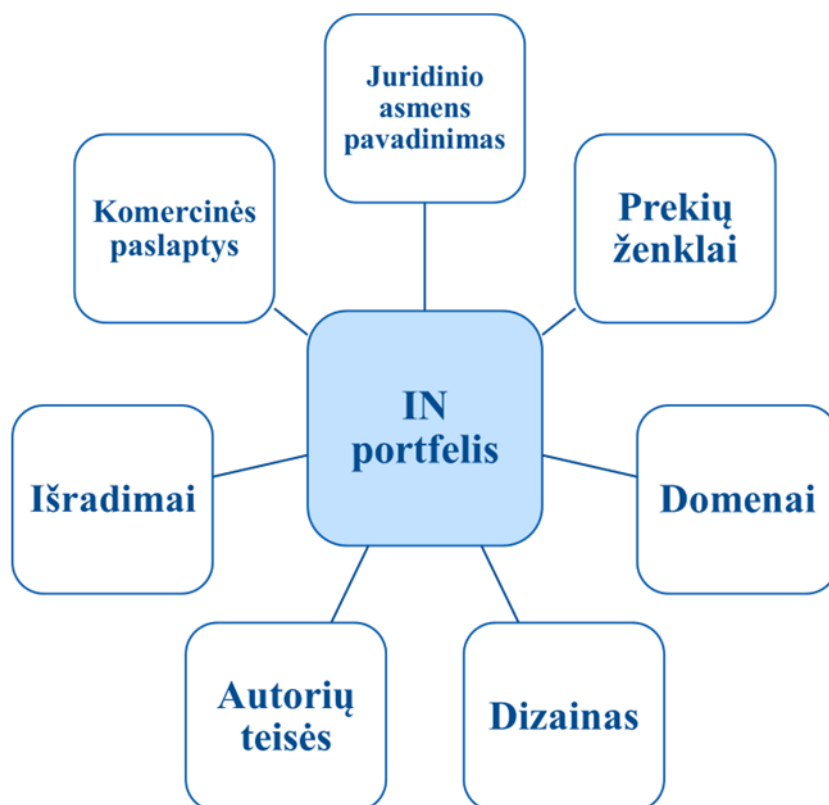 Juridinio
asmens
pavadinimas
Komercinės
paslaptys
Prekių
ženklai
IN
portfelis
Išradimai
Domenai
Autorių
teisės
Dizainas